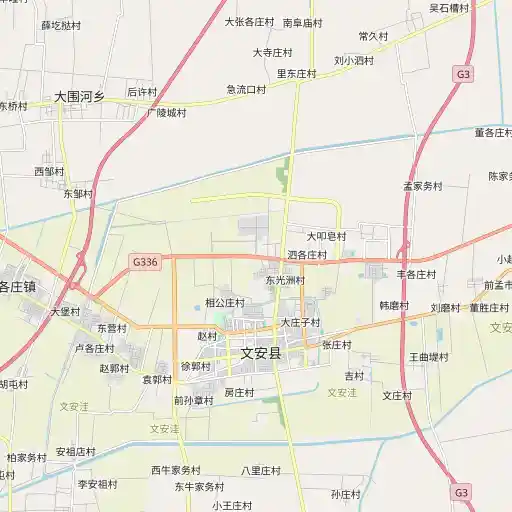 大张各庄村
南阜庙村
吴石槽村
薛圪挞村
常久村
大寺庄村
刘小泗村
里东庄村
G3
后许村
急流口村
大围河乡
东桥村
广陵城村
董各庄村
西邹村
陈家务
孟家务村
东邹村
大叩皂村
泗各庄村
G336
小赵
丰各庄村
东光洲村
各庄镇
前孟市
相公庄村
韩磨村
刘磨村
董胜庄村
大堡村
大庄子村
东营村
赵村
卢各庄村
张庄村
文安县
王曲堤村
赵郭村
徐郭村
袁郭村
吉村
胡屯村
房庄村
文安洼
文庄村
文安洼
前孙章村
文安洼
安祖店村
柏家务村
西牛家务村
八里庄村
屯村
李安祖村
东牛家务村
孙庄村
G3
小王庄村